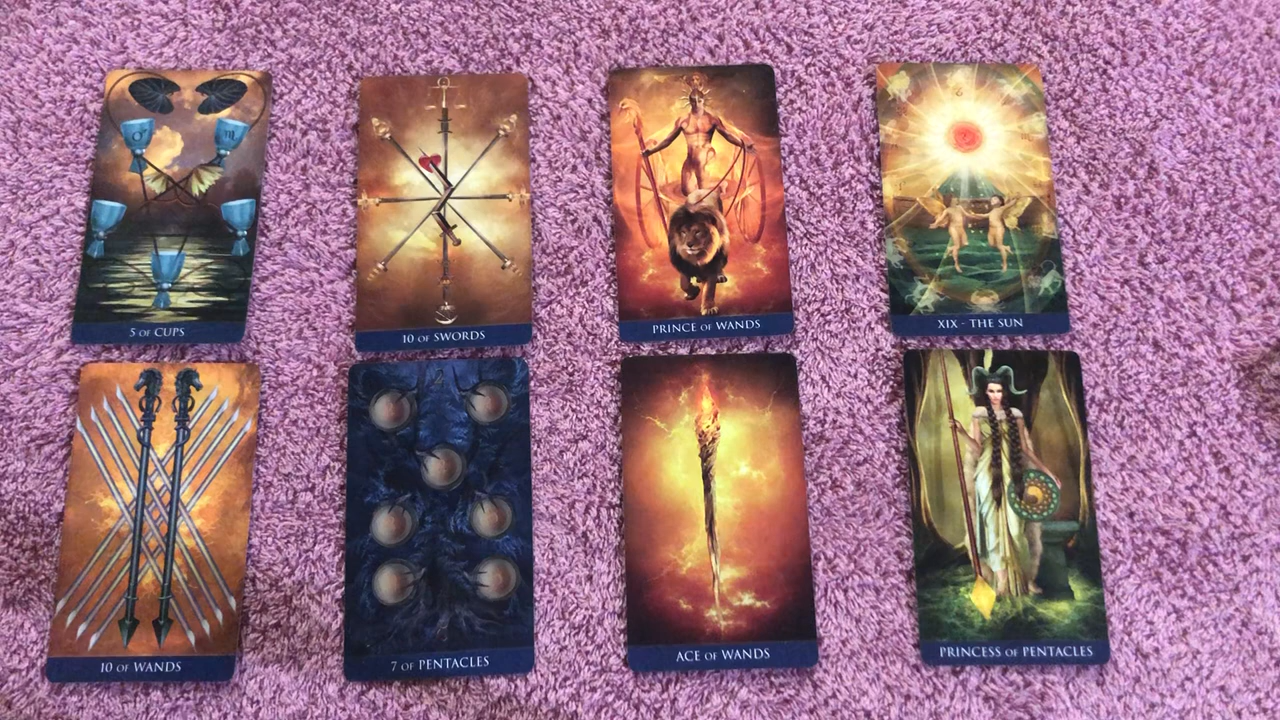 5 OF CUPS
10 OF SWORDS
PRINCE OF WANDS
XIX - THE SUN
10 OF WANDS
7 OF PENTACLES
ACE OF WANDS
PRINCESS OF PENTACLES